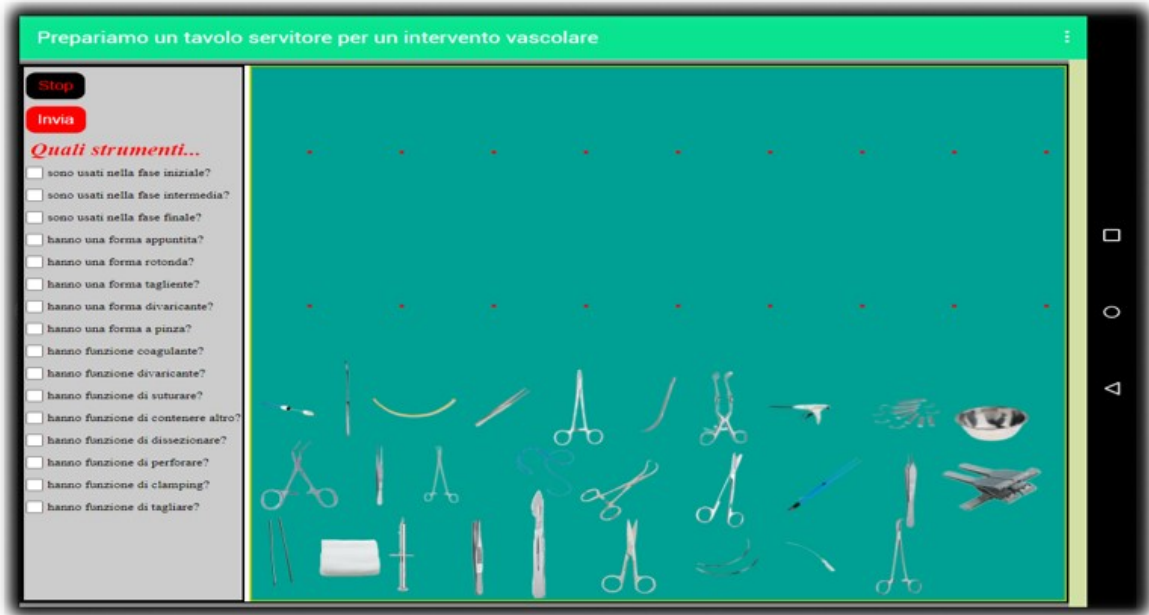 Prepariamo un tavolo servitore per un intervento vascolare
Stop
Invia
Quali strumenti...
sono usati nella fase iniziale?
sono usati nella fase intermedia?
sono usati nella fase finale?
hanno una forma appuntita?
hanno una forma rotonda?
hanno una forma tagliente?
hanno una forma divaricante?
hanno una forma a pinza?
hanno funzione coagulante?
hanno funzione divaricante?
hanno funzione di suturare?
hanno funzione di contenere altro?
hanno funzione di dissezionare?
hanno funzione di perforare?
hanno funzione di clamping?
hanno funzione di tagliare?